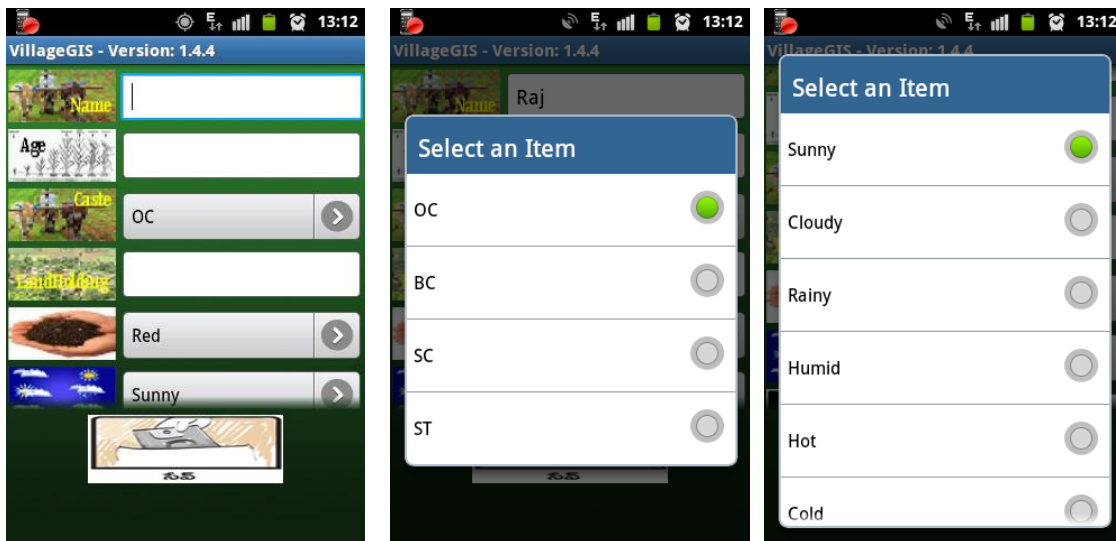 13:12
VillageGIS - Version: 1.4.4
Name
Age
Caste
OC
LandHolding
Red
Sunny
సేవ్
13:12
VillageGIS - Version: 1.4.4
Name
Raj
Select an Item
OC
BC
SC
ST
సేవ్
13:12
VillageGIS - Version: 1.4.4
Select an Item
Sunny
Cloudy
Rainy
Humid
Hot
Cold